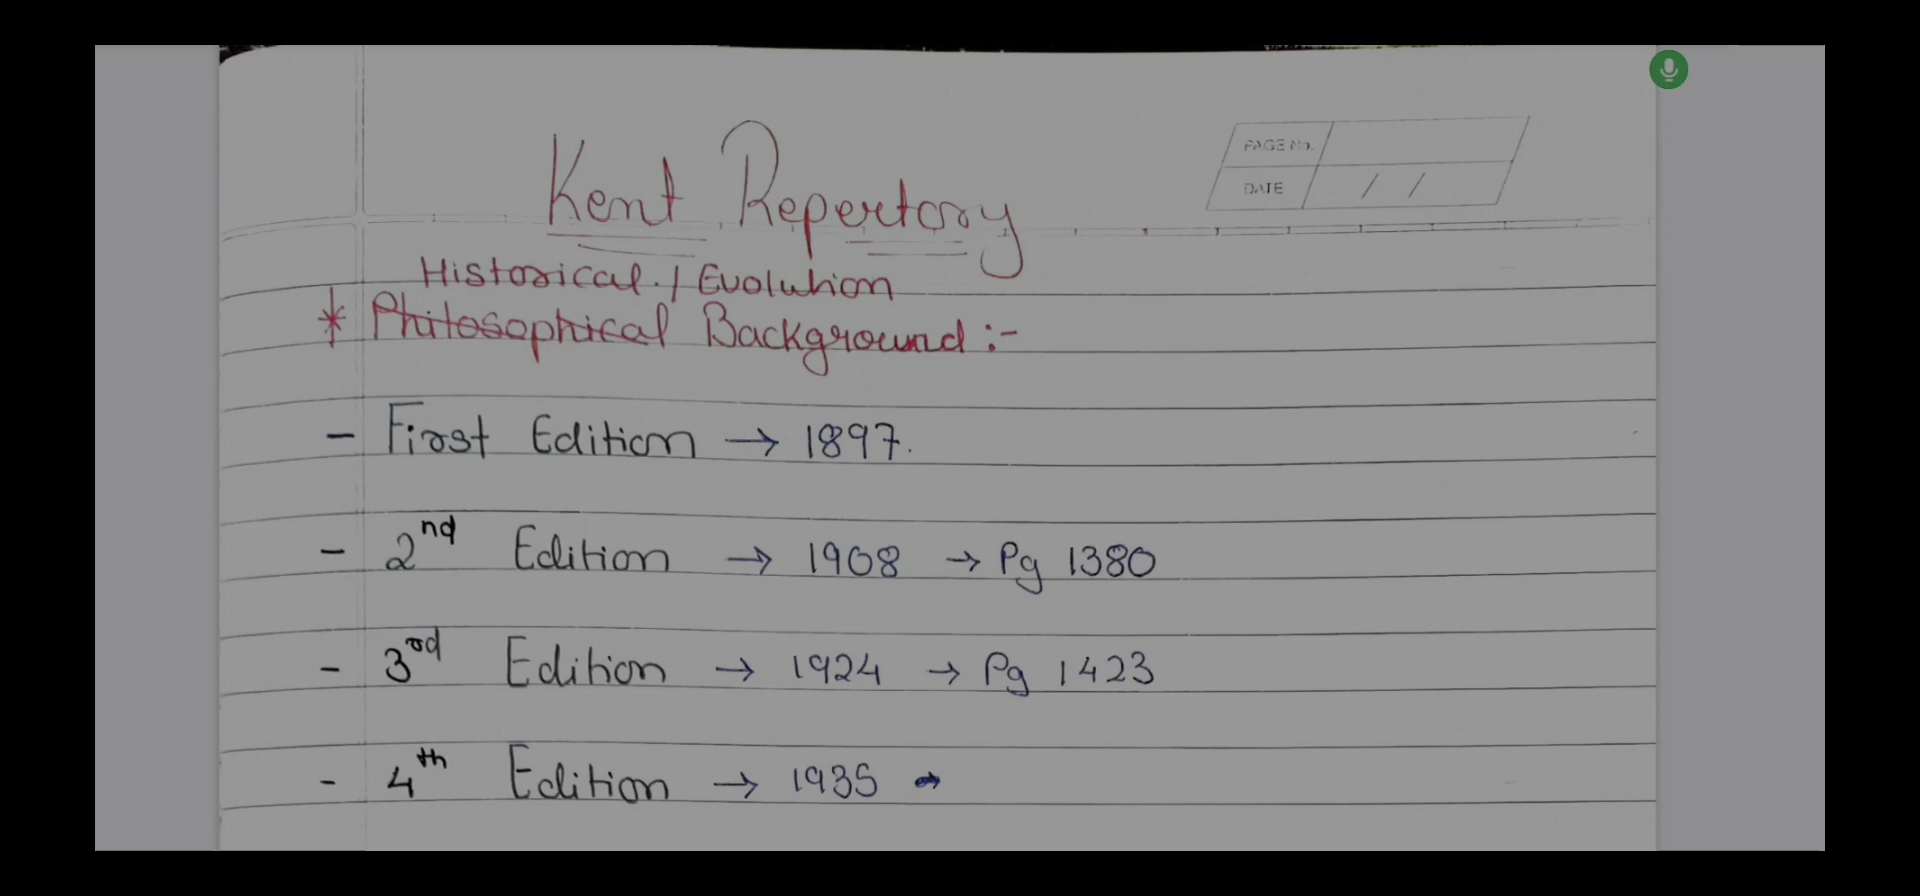 PAGE No.
DATE / /
Kent Repertory
Historical / Evolution
* Philosophical Background :-
- First Edition → 1897.
- 2nd Edition → 1908 → Pg 1380
- 3rd Edition → 1924 → Pg 1423
- 4th Edition → 1935 →